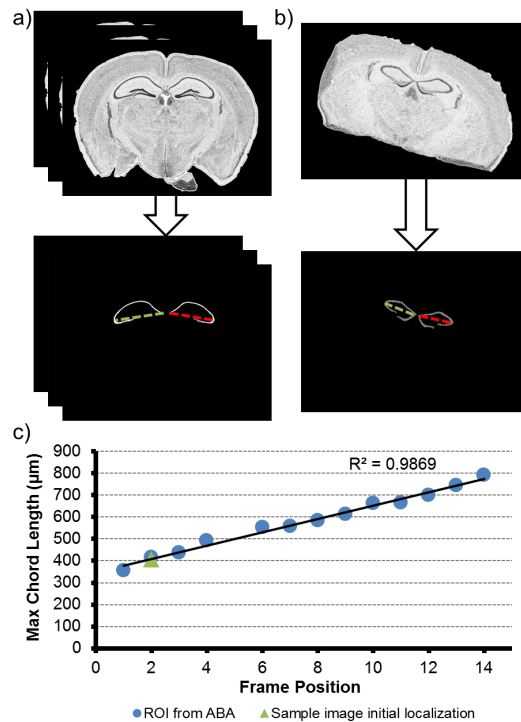 a)
b)
c)
R² = 0.9869
Max Chord Length (μm)
900
800
700
600
500
400
300
200
100
0
0 2 4 6 8 10 12 14
Frame Position
ROI from ABA
Sample image initial localization